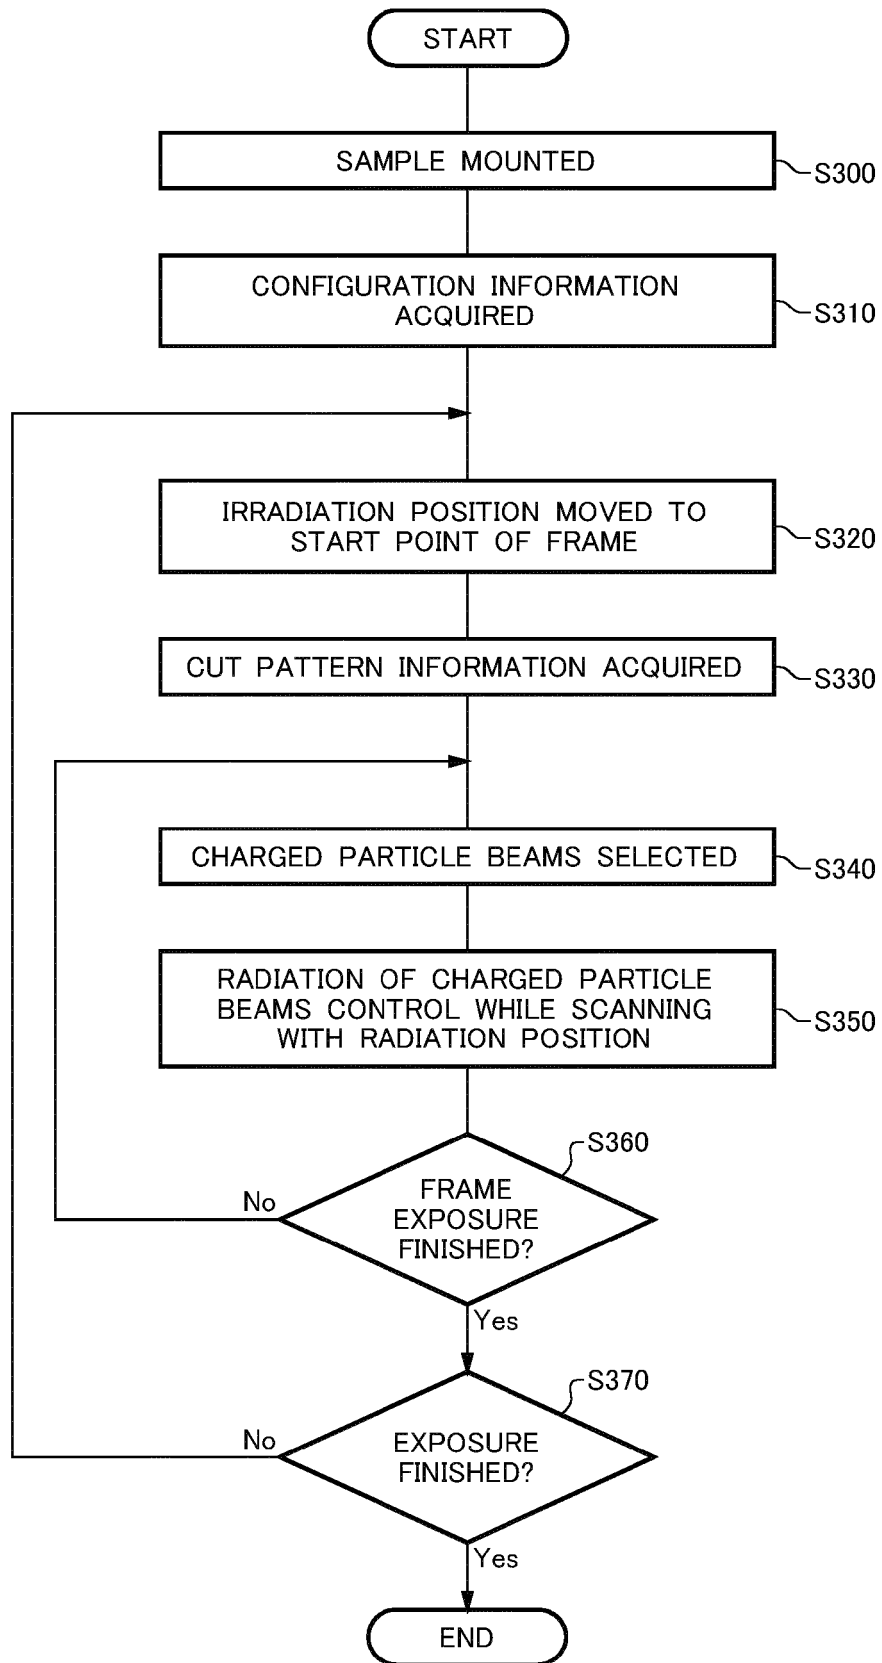 START
SAMPLE MOUNTED
S300
CONFIGURATION INFORMATION
ACQUIRED
S310
IRRADIATION POSITION MOVED TO
START POINT OF FRAME
S320
CUT PATTERN INFORMATION ACQUIRED
S330
CHARGED PARTICLE BEAMS SELECTED
S340
RADIATION OF CHARGED PARTICLE
BEAMS CONTROL WHILE SCANNING
WITH RADIATION POSITION
S350
S360
No
FRAME
EXPOSURE
FINISHED?
Yes
S370
No
EXPOSURE
FINISHED?
Yes
END